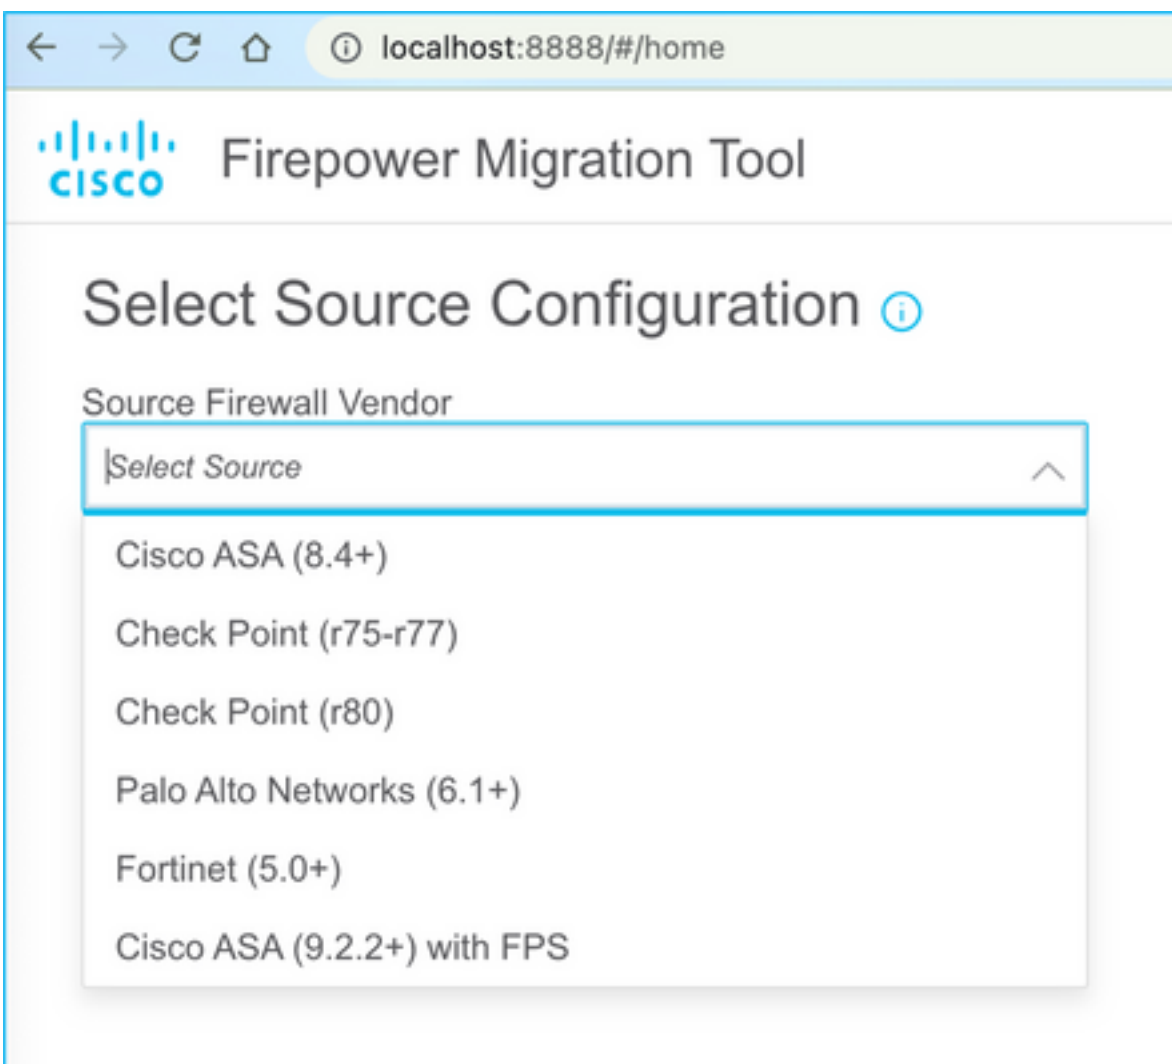 localhost:8888/#/home
CISCO
Firepower Migration Tool
Select Source Configuration
Source Firewall Vendor
Select Source
Cisco ASA (8.4+)
Check Point (r75-r77)
Check Point (r80)
Palo Alto Networks (6.1+)
Fortinet (5.0+)
Cisco ASA (9.2.2+) with FPS